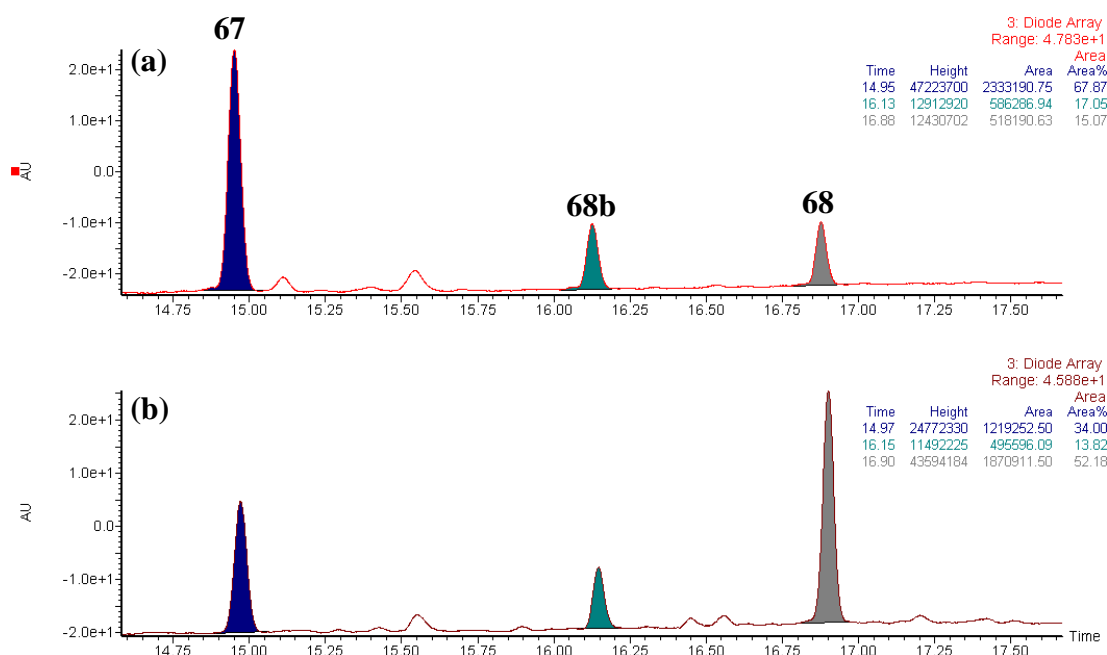 67
(a)
3: Diode Array
Range: 4.783e+1
Area
Time Height Area Area%
14.95 47223700 2333190.75 67.87
16.13 12912920 586286.94 17.05
16.88 12430702 518190.63 15.07
2.0e+1
1.0e+1
0.0
-1.0e+1
-2.0e+1
AU
68b
68
14.75 15.00 15.25 15.50 15.75 16.00 16.25 16.50 16.75 17.00 17.25 17.50
(b)
3: Diode Array
Range: 4.588e+1
Area
Time Height Area Area%
14.97 24772330 1219252.50 34.00
16.15 11492225 495596.09 13.82
16.90 43594184 1870911.50 52.18
2.0e+1
1.0e+1
0.0
-1.0e+1
-2.0e+1
AU
Time
14.75 15.00 15.25 15.50 15.75 16.00 16.25 16.50 16.75 17.00 17.25 17.50